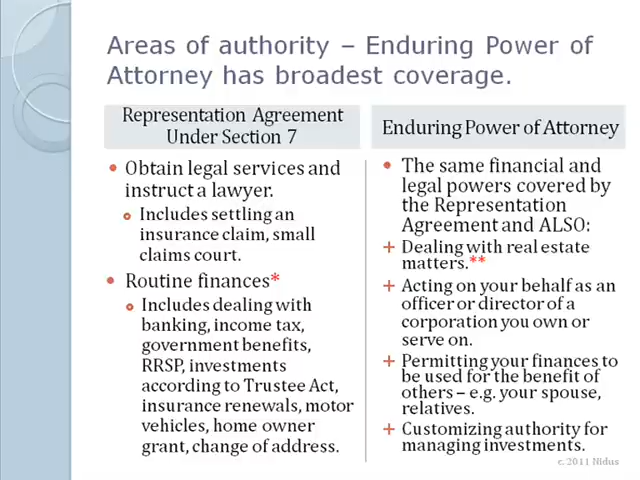 Areas of authority – Enduring Power of
Attorney has broadest coverage.
Representation Agreement
Under Section 7
Obtain legal services and
instruct a lawyer.
Includes settling an
insurance claim, small
claims court.
Routine finances*
Includes dealing with
banking, income tax,
government benefits,
RRSP, investments
according to Trustee Act,
insurance renewals, motor
vehicles, home owner
grant, change of address.
Enduring Power of Attorney
The same financial and
legal powers covered by
the Representation
Agreement and ALSO:
Dealing with real estate
matters.**
Acting on your behalf as an
officer or director of a
corporation you own or
serve on.
Permitting your finances to
be used for the benefit of
others – e.g. your spouse,
relatives.
Customizing authority for
managing investments.
c. 2011 Nidus